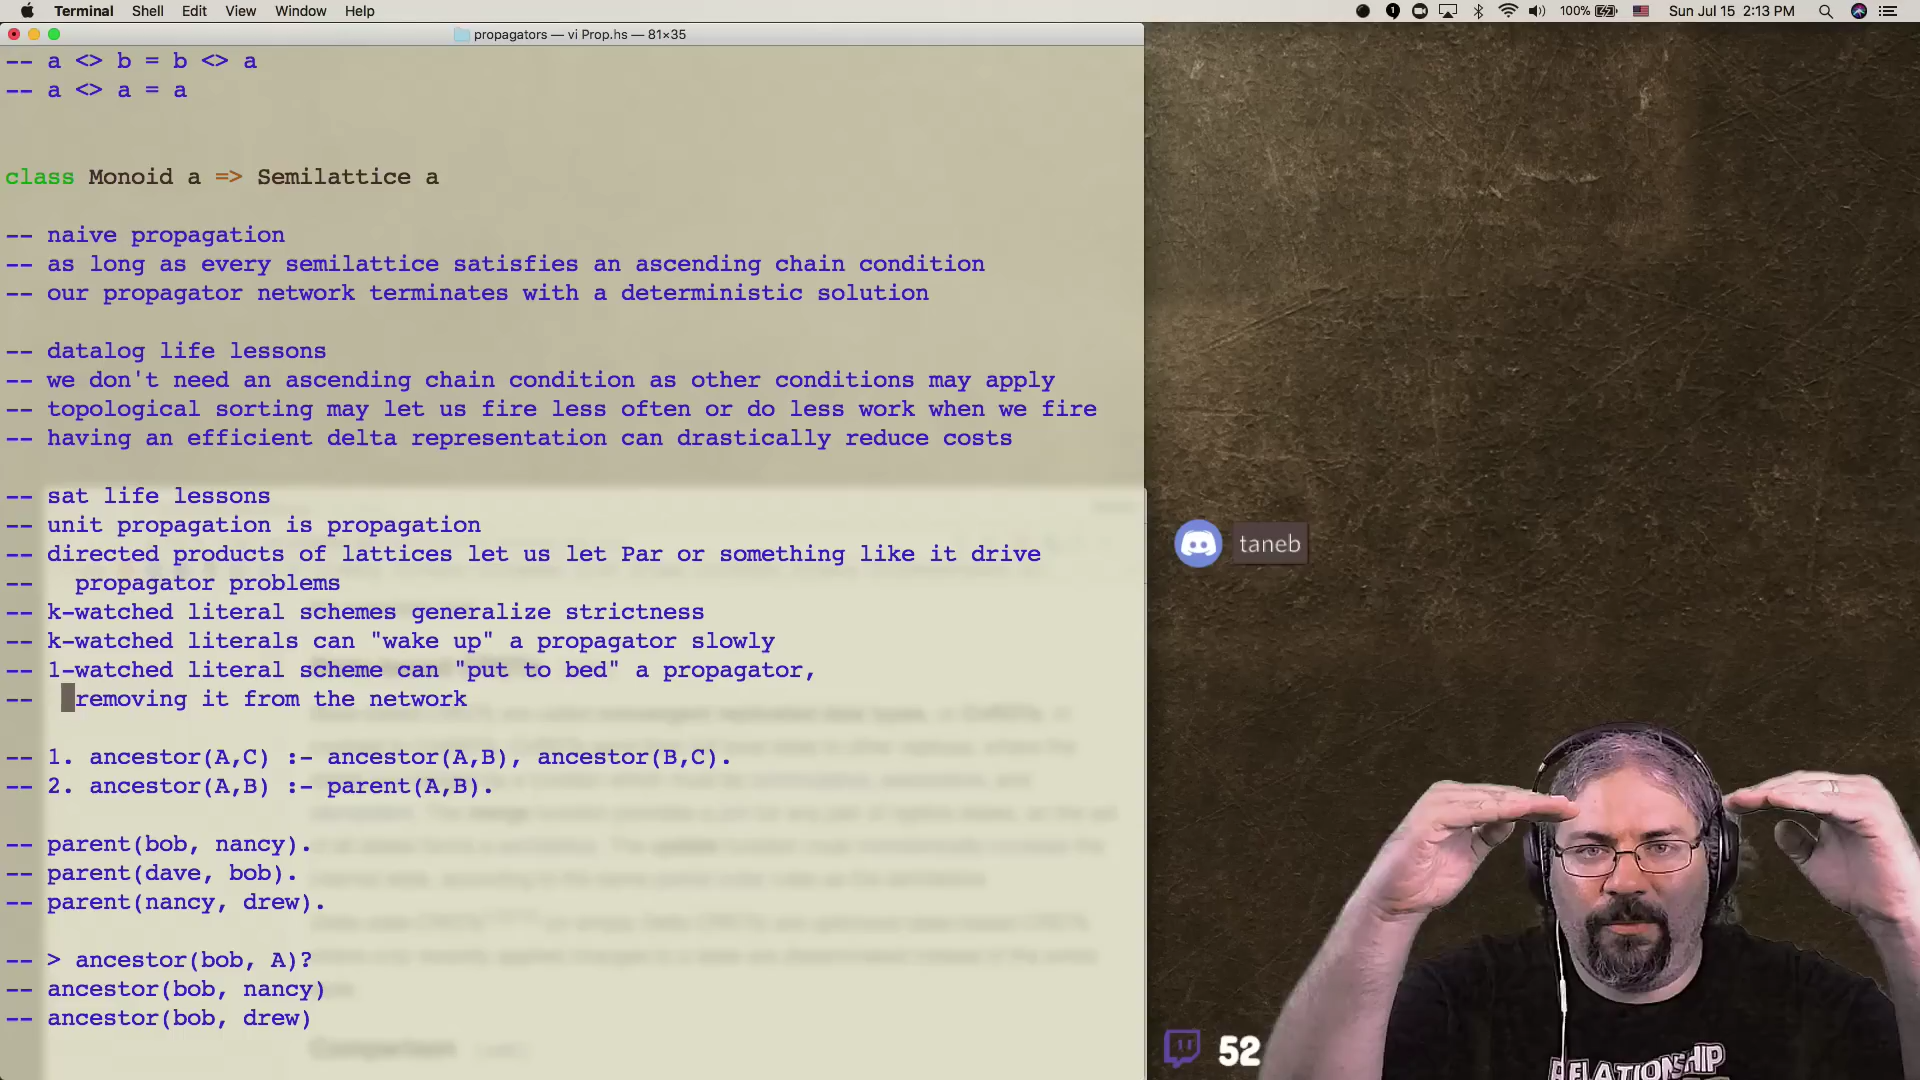 Terminal Shell Edit View Window Help
100% Sun Jul 15 2:13 PM
propagators — vi Prop.hs — 81×35
-- a <> b = b <> a
-- a <> a = a
class Monoid a => Semilattice a
-- naive propagation
-- as long as every semilattice satisfies an ascending chain condition
-- our propagator network terminates with a deterministic solution
-- datalog life lessons
-- we don't need an ascending chain condition as other conditions may apply
-- topological sorting may let us fire less often or do less work when we fire
-- having an efficient delta representation can drastically reduce costs
-- sat life lessons
-- unit propagation is propagation
-- directed products of lattices let us let Par or something like it drive
--   propagator problems
-- k-watched literal schemes generalize strictness
-- k-watched literals can "wake up" a propagator slowly
-- 1-watched literal scheme can "put to bed" a propagator,
--   removing it from the network
-- 1. ancestor(A,C) :- ancestor(A,B), ancestor(B,C).
-- 2. ancestor(A,B) :- parent(A,B).
-- parent(bob, nancy).
-- parent(dave, bob).
-- parent(nancy, drew).
-- > ancestor(bob, A)?
-- ancestor(bob, nancy)
-- ancestor(bob, drew)
taneb
52
RELATIONSHIP